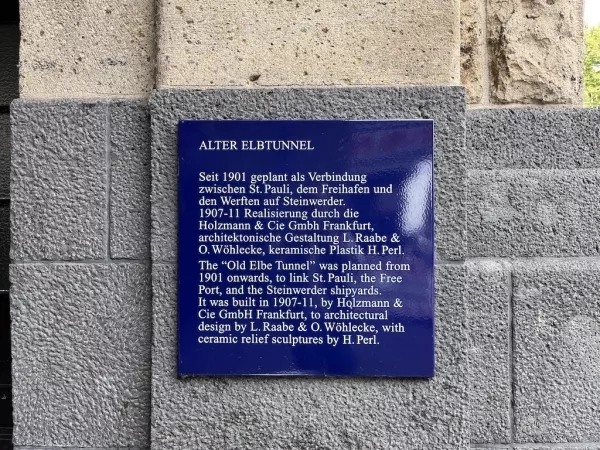 ALTER ELBTUNNEL
Seit 1901 geplant als Verbindung
zwischen St. Pauli, dem Freihafen und
den Werften auf Steinwerder.
1907-11 Realisierung durch die
Holzmann & Cie Gmbh Frankfurt,
architektonische Gestaltung L. Raabe &
O. Wöhlecke, keramische Plastik H. Perl.
The "Old Elbe Tunnel" was planned from
1901 onwards, to link St. Pauli, the Free
Port, and the Steinwerder shipyards.
It was built in 1907-11, by Holzmann &
Cie GmbH Frankfurt, to architectural
design by L. Raabe & O. Wöhlecke, with
ceramic relief sculptures by H. Perl.